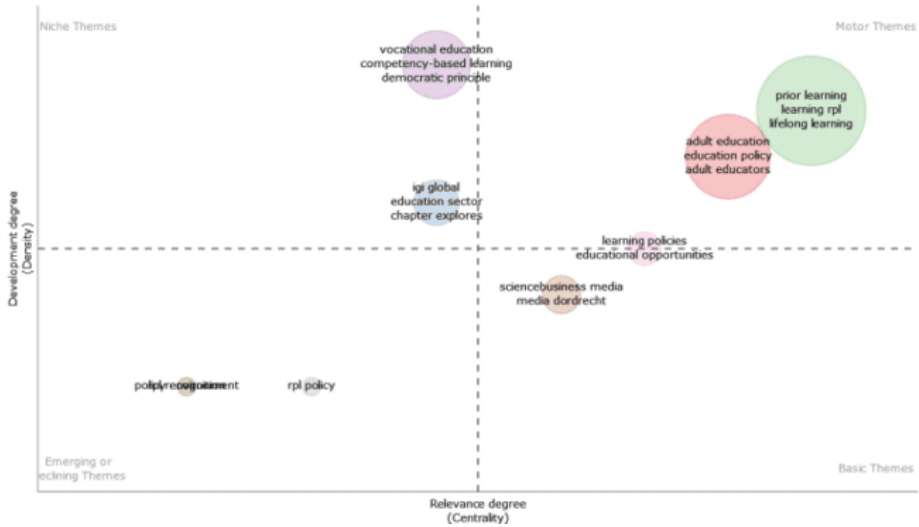 Niche Themes
Motor Themes
vocational education
competency-based learning
democratic principle
prior learning
learning rpl
lifelong learning
adult education
education policy
adult educators
igi global
education sector
chapter explores
learning policies
educational opportunities
sciencebusiness media
media dordrecht
rpl policy
Emerging or
eclining Themes
Basic Themes
Development degree
(Density)
Relevance degree
(Centrality)